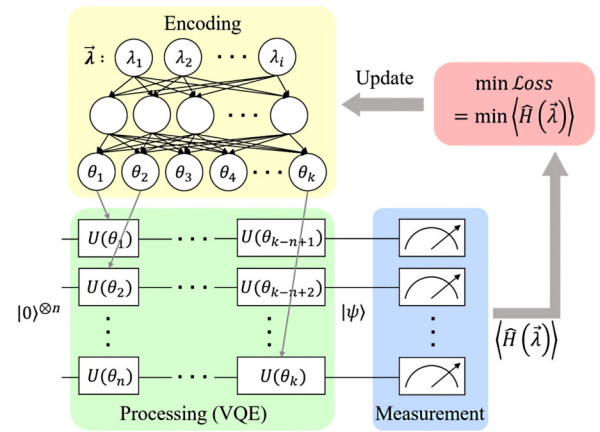 Encoding
λ⃗ : λ₁ λ₂ · · · λᵢ
Update
min ℒoss
= min⟨Ĥ(λ⃗)⟩
· · ·
θ₁ θ₂ θ₃ θ₄ · · · θₖ
U(θ₁) · · · U(θₖ₋ₙ₊₁)
U(θ₂) · · · U(θₖ₋ₙ₊₂)
|0⟩^⊗n |ψ⟩
⟨Ĥ(λ⃗)⟩
U(θₙ) · · · U(θₖ)
Processing (VQE) Measurement